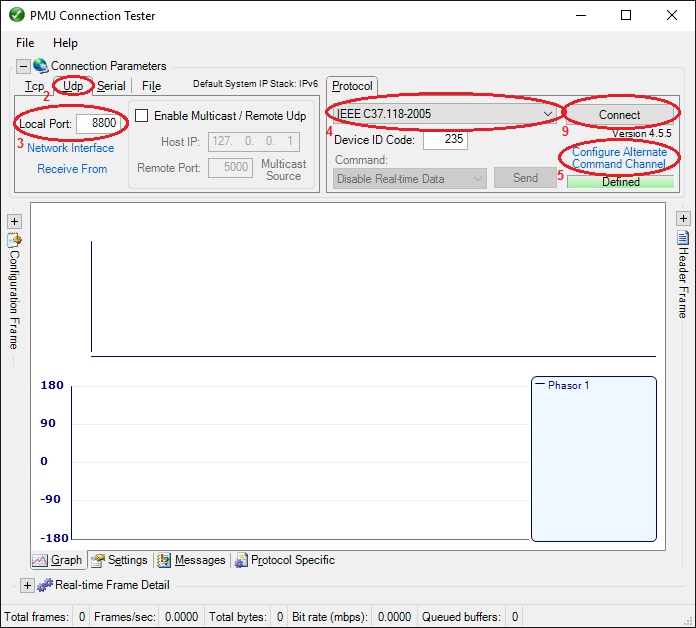 PMU Connection Tester
File Help
Connection Parameters
Tcp Udp Serial File Default System IP Stack: IPv6
2
Local Port: 8800
3 Network Interface
Receive From
Enable Multicast / Remote Udp
Host IP: 127. 0. 0. 1
Remote Port: 5000 Multicast
Source
Protocol
IEEE C37.118-2005
4
Device ID Code: 235
Command:
Disable Real-time Data Send
Connect
9 Version 4.5.5
Configure Alternate
Command Channel
5 Defined
Configuration Frame
Header Frame
180
90
0
-90
-180
Phasor 1
Graph Settings Messages Protocol Specific
Real-time Frame Detail
Total frames: 0 Frames/sec: 0.0000 Total bytes: 0 Bit rate (mbps): 0.0000 Queued buffers: 0